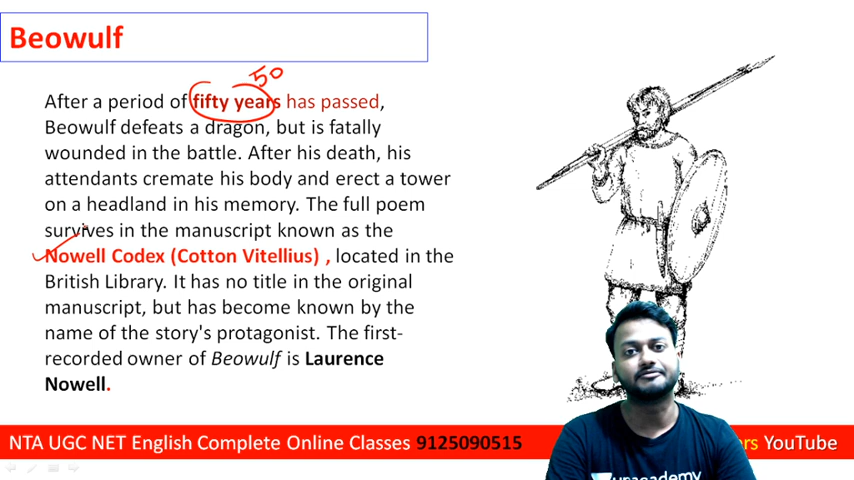 Beowulf
50
After a period of fifty years has passed,
Beowulf defeats a dragon, but is fatally
wounded in the battle. After his death, his
attendants cremate his body and erect a tower
on a headland in his memory. The full poem
survives in the manuscript known as the
Nowell Codex (Cotton Vitellius) , located in the
British Library. It has no title in the original
manuscript, but has become known by the
name of the story's protagonist. The first-
recorded owner of Beowulf is Laurence
Nowell.
NTA UGC NET English Complete Online Classes 9125090515 YouTube